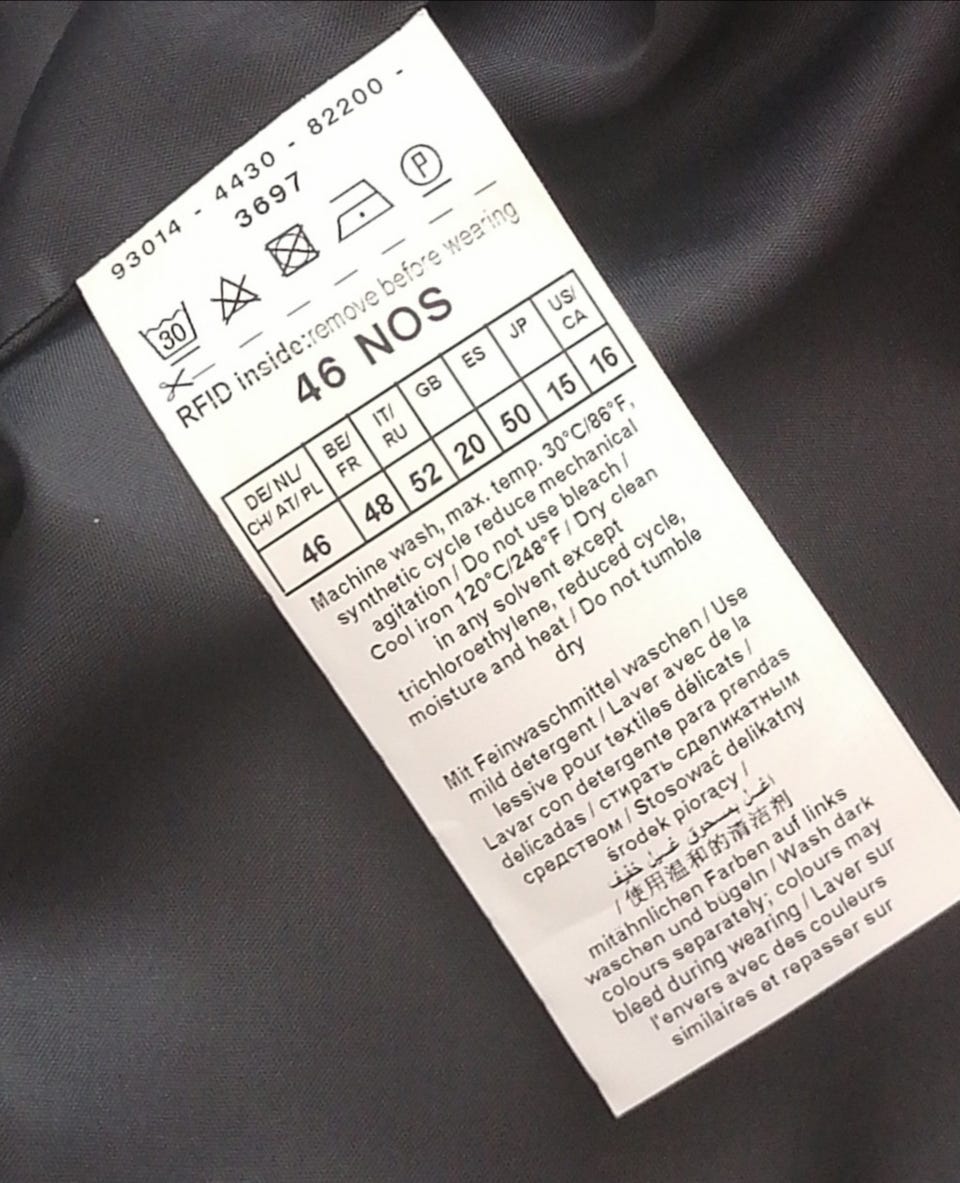 93014 - 4430 - 82200 -
3697
30
P
RFID inside:remove before wearing
46 NOS
DE/NL/ CH/AT/PL BE/ FR IT/ RU GB ES JP US/ CA
46 48 52 20 50 15 16
Machine wash, max. temp. 30°C/86°F,
synthetic cycle reduce mechanical
agitation / Do not use bleach /
Cool iron 120°C/248°F / Dry clean
in any solvent except
trichloroethylene, reduced cycle,
moisture and heat / Do not tumble
dry
Mit Feinwaschmittel waschen / Use
mild detergent / Laver avec de la
lessive pour textiles délicats /
Lavar con detergente para prendas
delicadas / стирать сделикатным
средством / Stosować delikatny
środek piorący /
اغسل بمسحوق غسيل خفيف
/ 使用温和的清洁剂
mitähnlichen Farben auf links
waschen und bügeln / Wash dark
colours separately; colours may
bleed during wearing / Laver sur
l'envers avec des couleurs
similaires et repasser sur